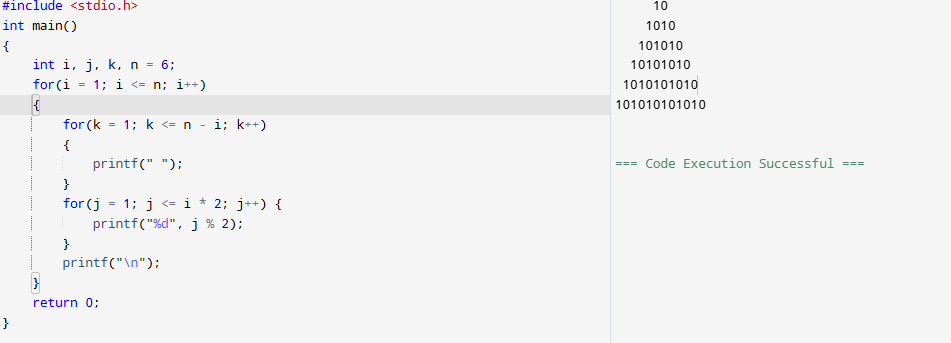 #include <stdio.h>
int main()
{
    int i, j, k, n = 6;
    for(i = 1; i <= n; i++)
    {
        for(k = 1; k <= n - i; k++)
        {
            printf(" ");
        }
        for(j = 1; j <= i * 2; j++) {
            printf("%d", j % 2);
        }
        printf("\n");
    }
    return 0;
}
     10
    1010
   101010
  10101010
 1010101010
101010101010
=== Code Execution Successful ===